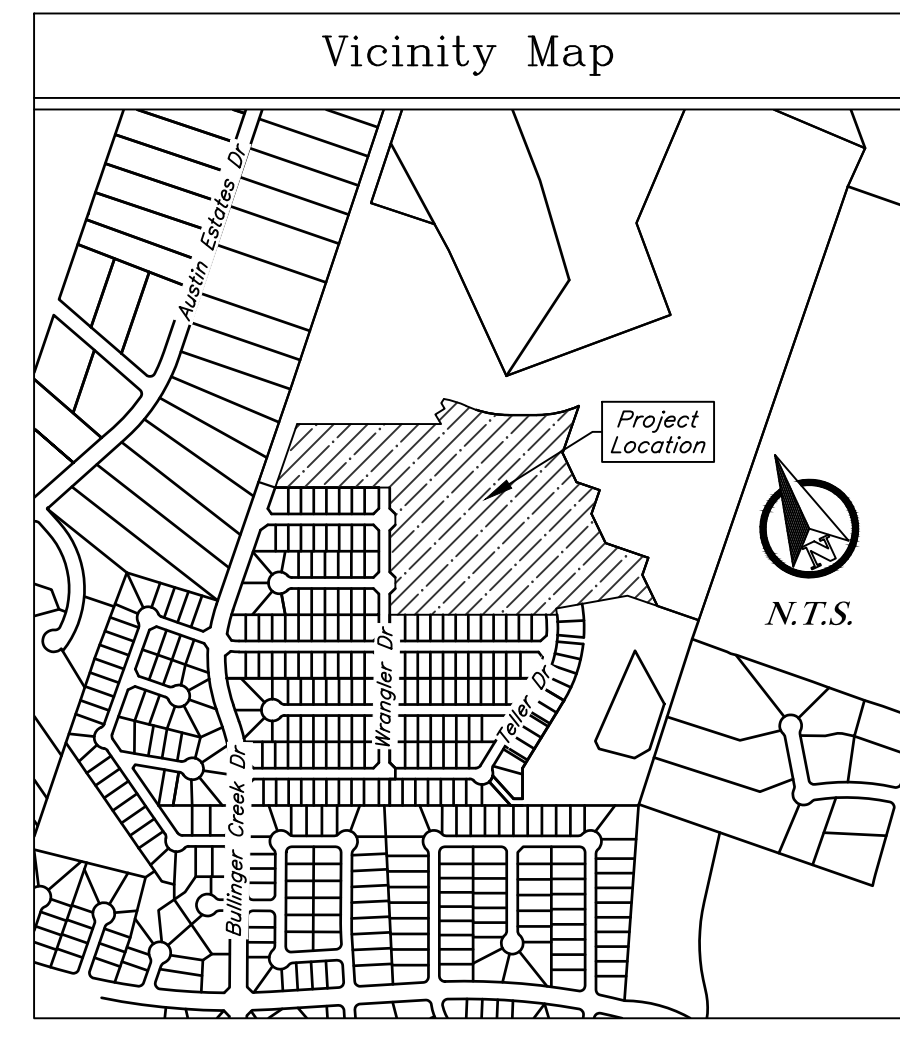 Vicinity Map
Austin Estates Dr
Project
Location
N
N.T.S.
Wrangler Dr
Teller Dr
Bullinger Creek Dr